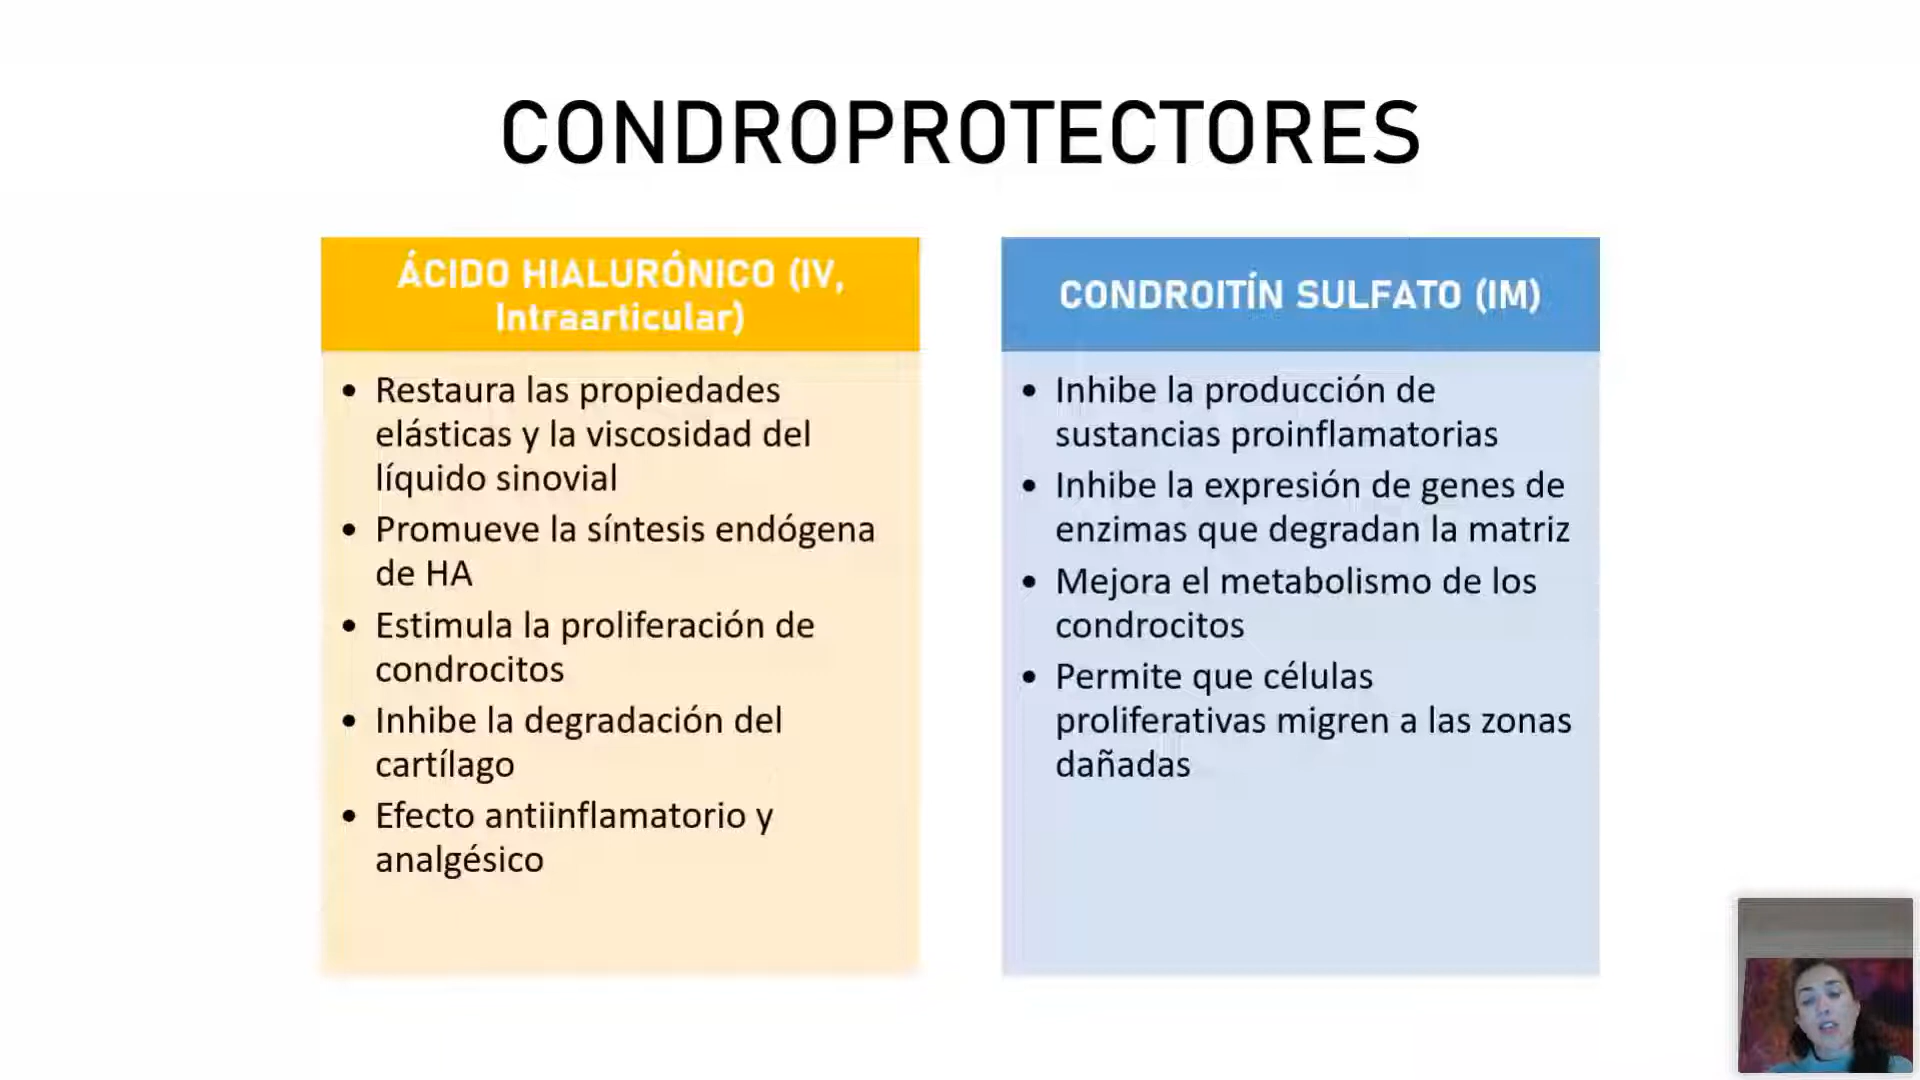 CONDROPROTECTORES
ÁCIDO HIALURÓNICO (IV,
Intraarticular)
• Restaura las propiedades
elásticas y la viscosidad del
líquido sinovial
• Promueve la síntesis endógena
de HA
• Estimula la proliferación de
condrocitos
• Inhibe la degradación del
cartílago
• Efecto antiinflamatorio y
analgésico
CONDROITÍN SULFATO (IM)
• Inhibe la producción de
sustancias proinflamatorias
• Inhibe la expresión de genes de
enzimas que degradan la matriz
• Mejora el metabolismo de los
condrocitos
• Permite que células
proliferativas migren a las zonas
dañadas